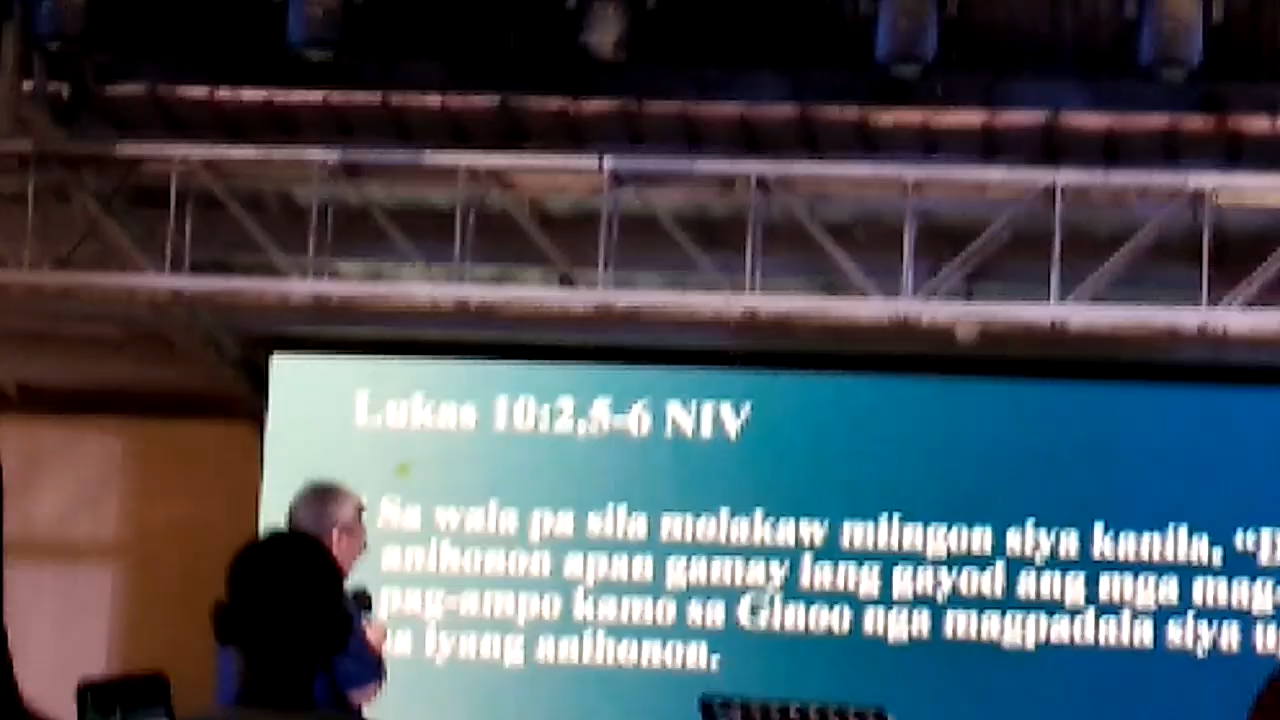 Lukas 10:2,5-6 NIV
Sa wala pa sila molakaw miingon siya kanila, "
anihonon apan gamay lang gayod ang mga mag-
pag-ampo kamo sa Ginoo nga magpadala siya
sa Iyang anihonon.